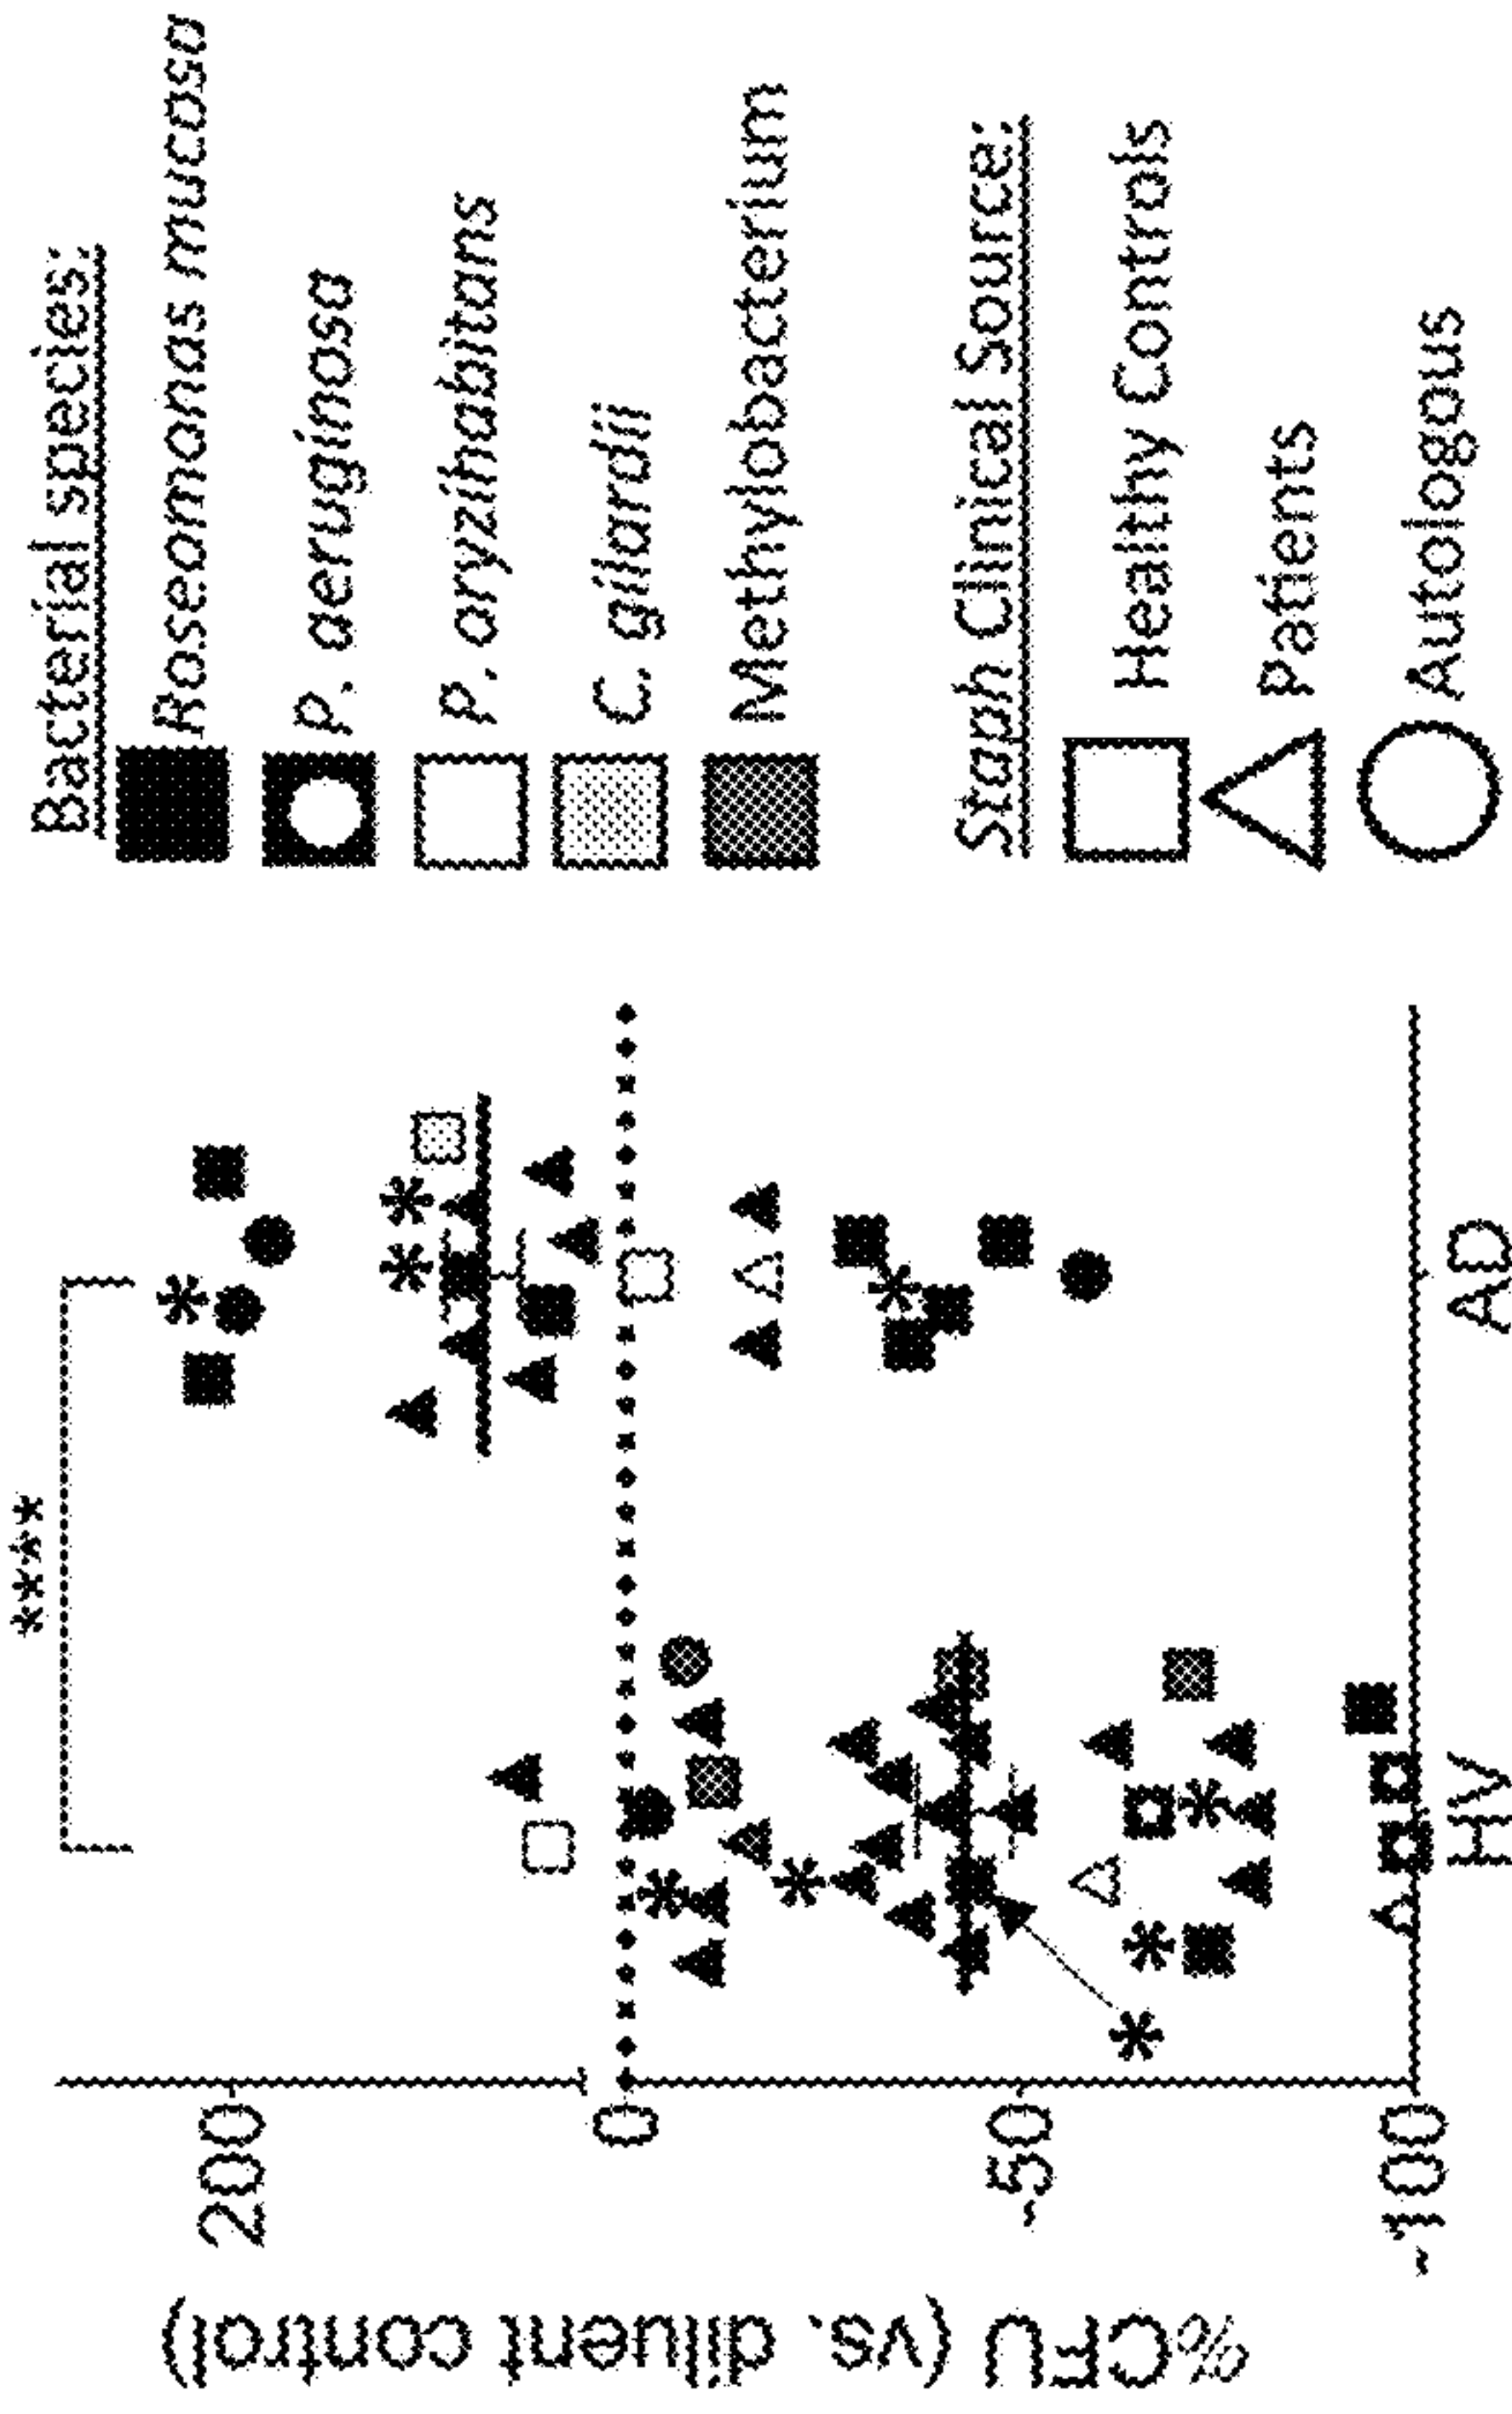 %CFU (vs. diluent control)
200
0
-50
-100
****
HV
AD
Bacterial species:
Roseomonas mucosa
P. aeruginosa
P. oryzihabitans
C. gilardii
Methylobacterium
Staph Clinical Source:
Healthy Controls
Patients
Autologous